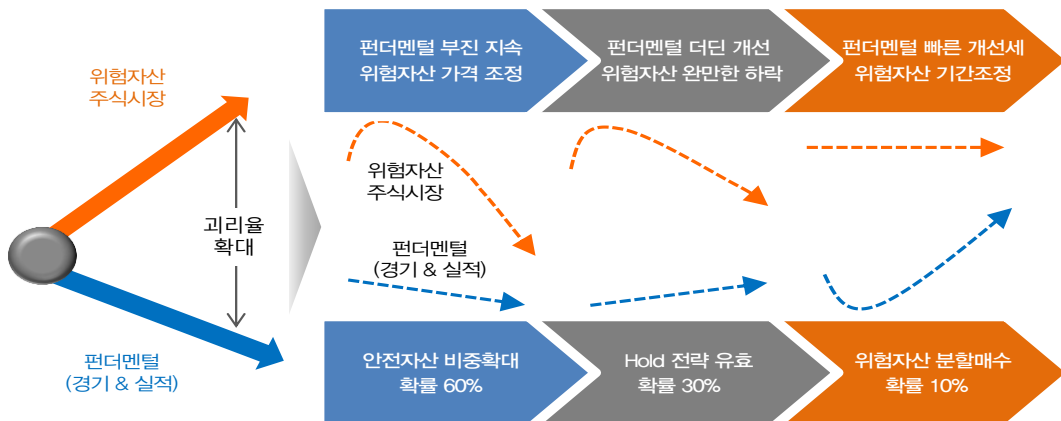 위험자산
주식시장
괴리율
확대
펀더멘털
(경기 & 실적)
펀더멘털 부진 지속
위험자산 가격 조정
펀더멘털 더딘 개선
위험자산 완만한 하락
펀더멘털 빠른 개선세
위험자산 기간조정
위험자산
주식시장
펀더멘털
(경기 & 실적)
안전자산 비중확대
확률 60%
Hold 전략 유효
확률 30%
위험자산 분할매수
확률 10%